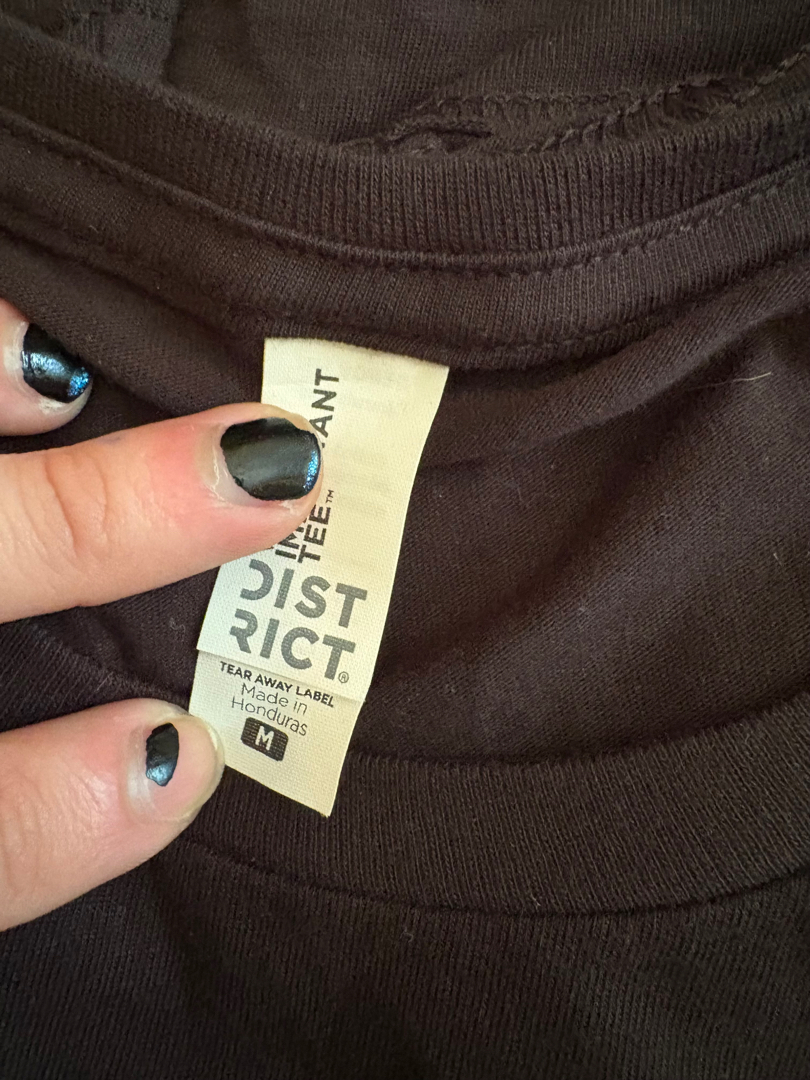 TEE™
DIST
RICT®
TEAR AWAY LABEL
Made in
Honduras
M